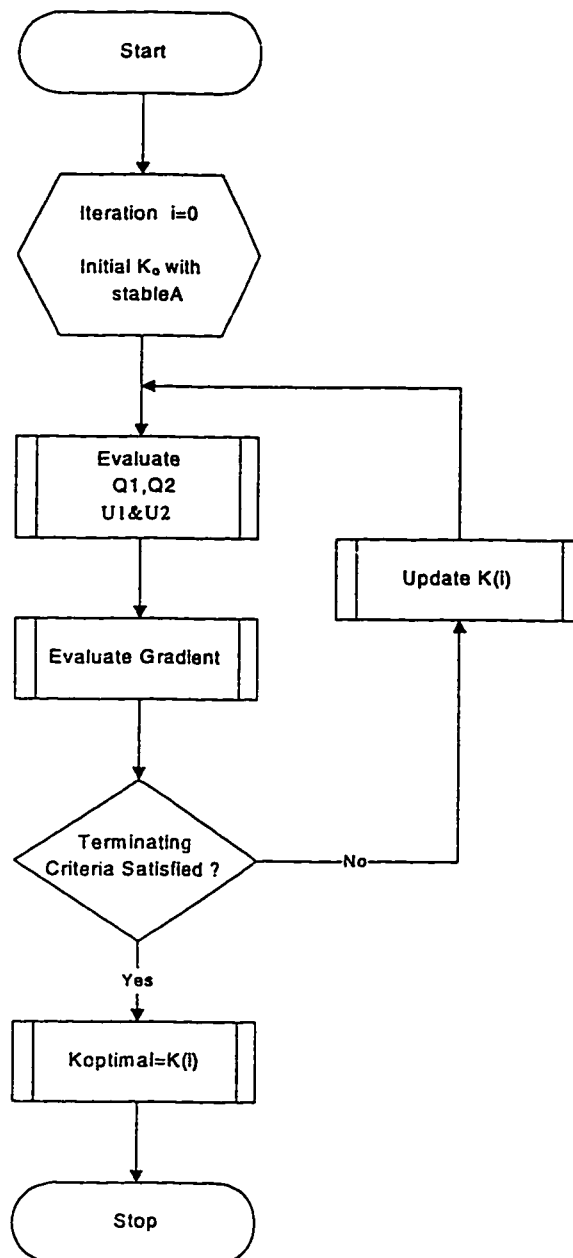 Start
Iteration i=0
Initial Ko with
stableA
Evaluate
Q1,Q2
U1&U2
Update K(i)
Evaluate Gradient
Terminating
Criteria Satisfied ?
No
Yes
Koptimal=K(i)
Stop